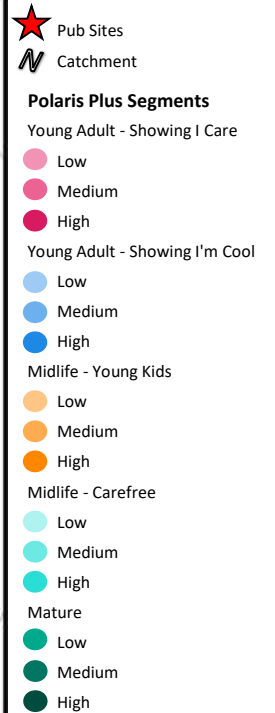 Pub Sites
Catchment
Polaris Plus Segments
Young Adult - Showing I Care
Low
Medium
High
Young Adult - Showing I'm Cool
Low
Medium
High
Midlife - Young Kids
Low
Medium
High
Midlife - Carefree
Low
Medium
High
Mature
Low
Medium
High